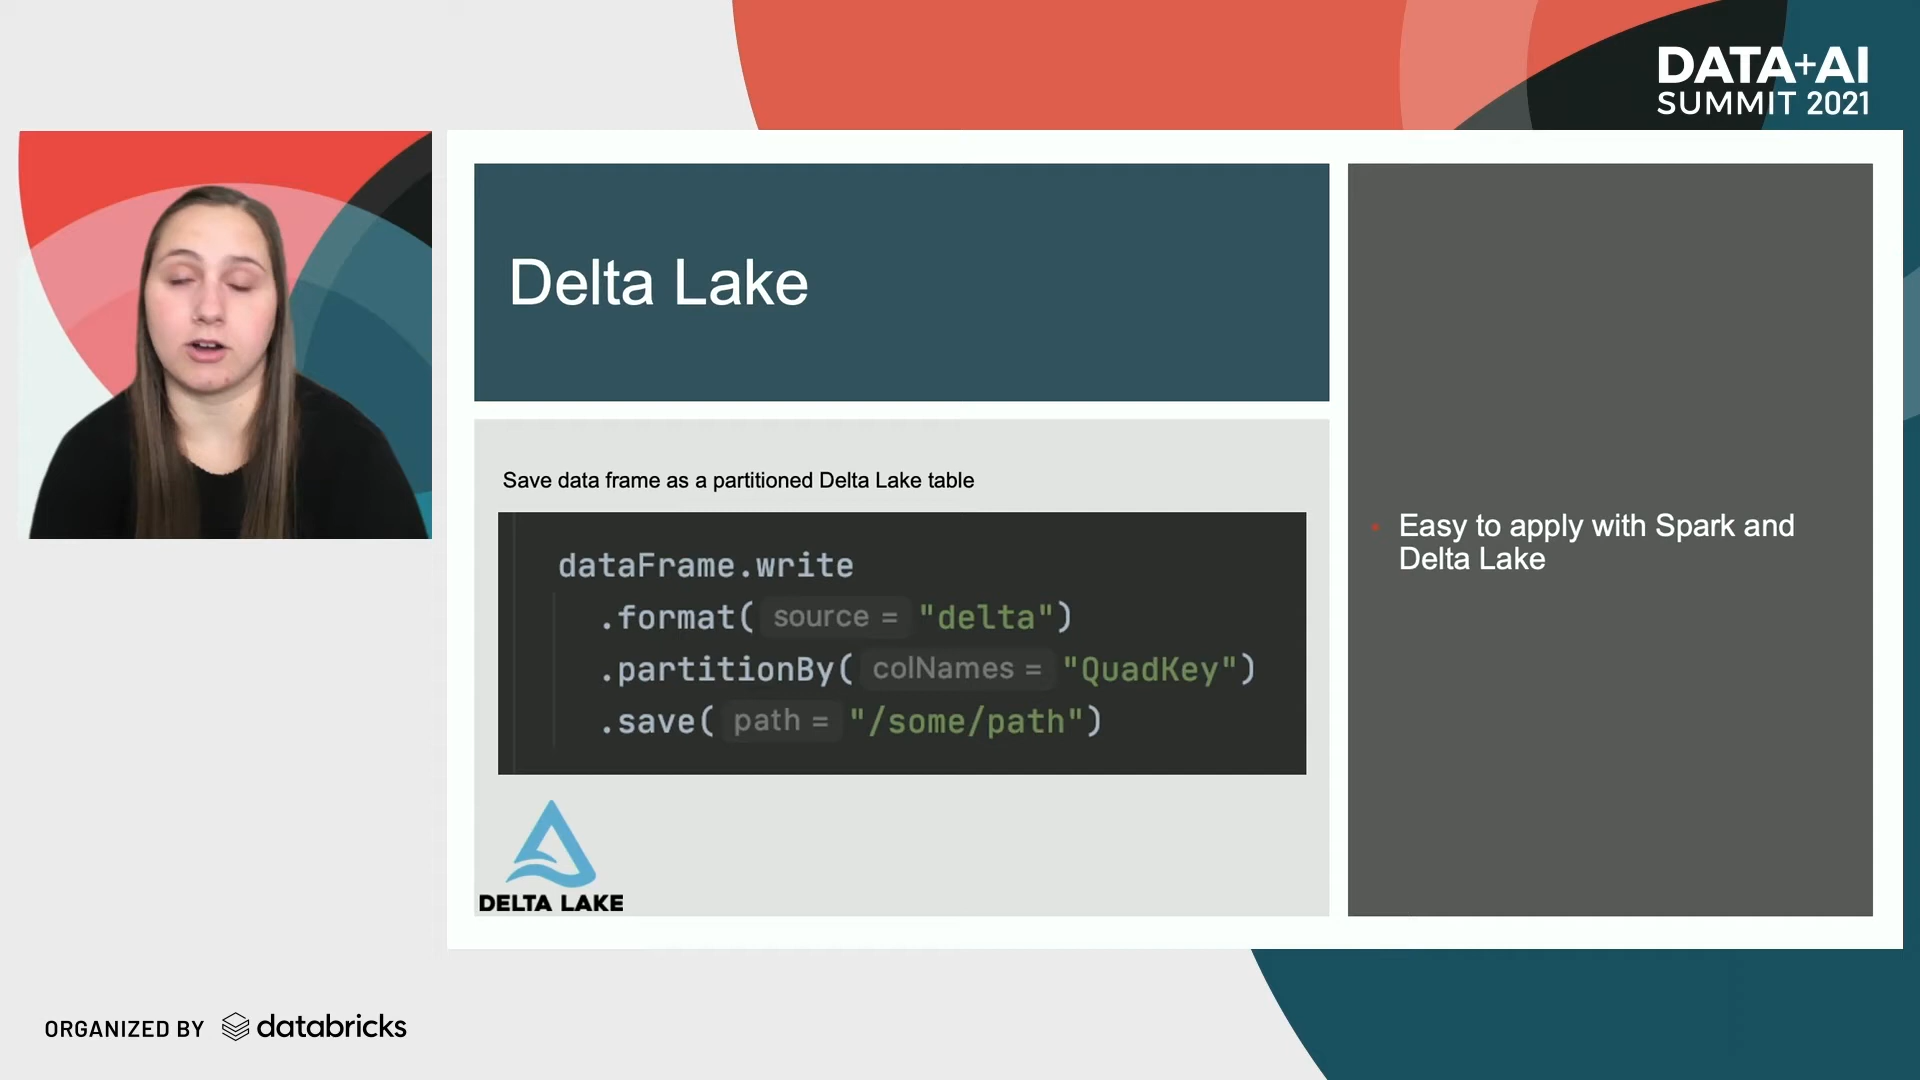 DATA+AI
SUMMIT 2021
Delta Lake
Save data frame as a partitioned Delta Lake table
dataFrame.write
.format( source = "delta")
.partitionBy( colNames = "QuadKey")
.save( path = "/some/path")
DELTA LAKE
• Easy to apply with Spark and
Delta Lake
ORGANIZED BY databricks